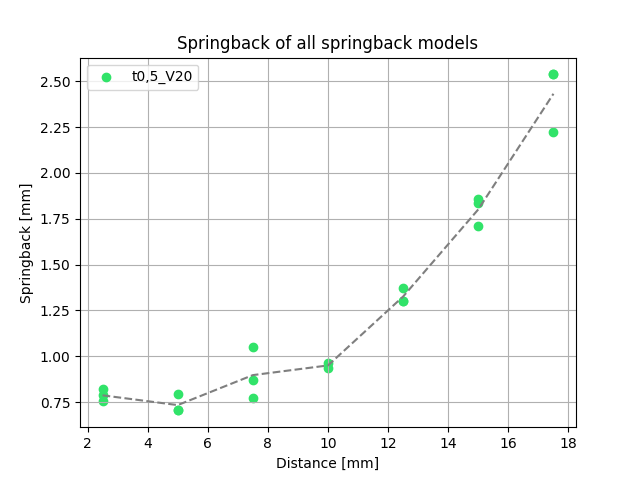 Springback of all springback models
t0,5_V20
2.50
2.25
2.00
1.75
1.50
1.25
1.00
0.75
Springback [mm]
2 4 6 8 10 12 14 16 18
Distance [mm]